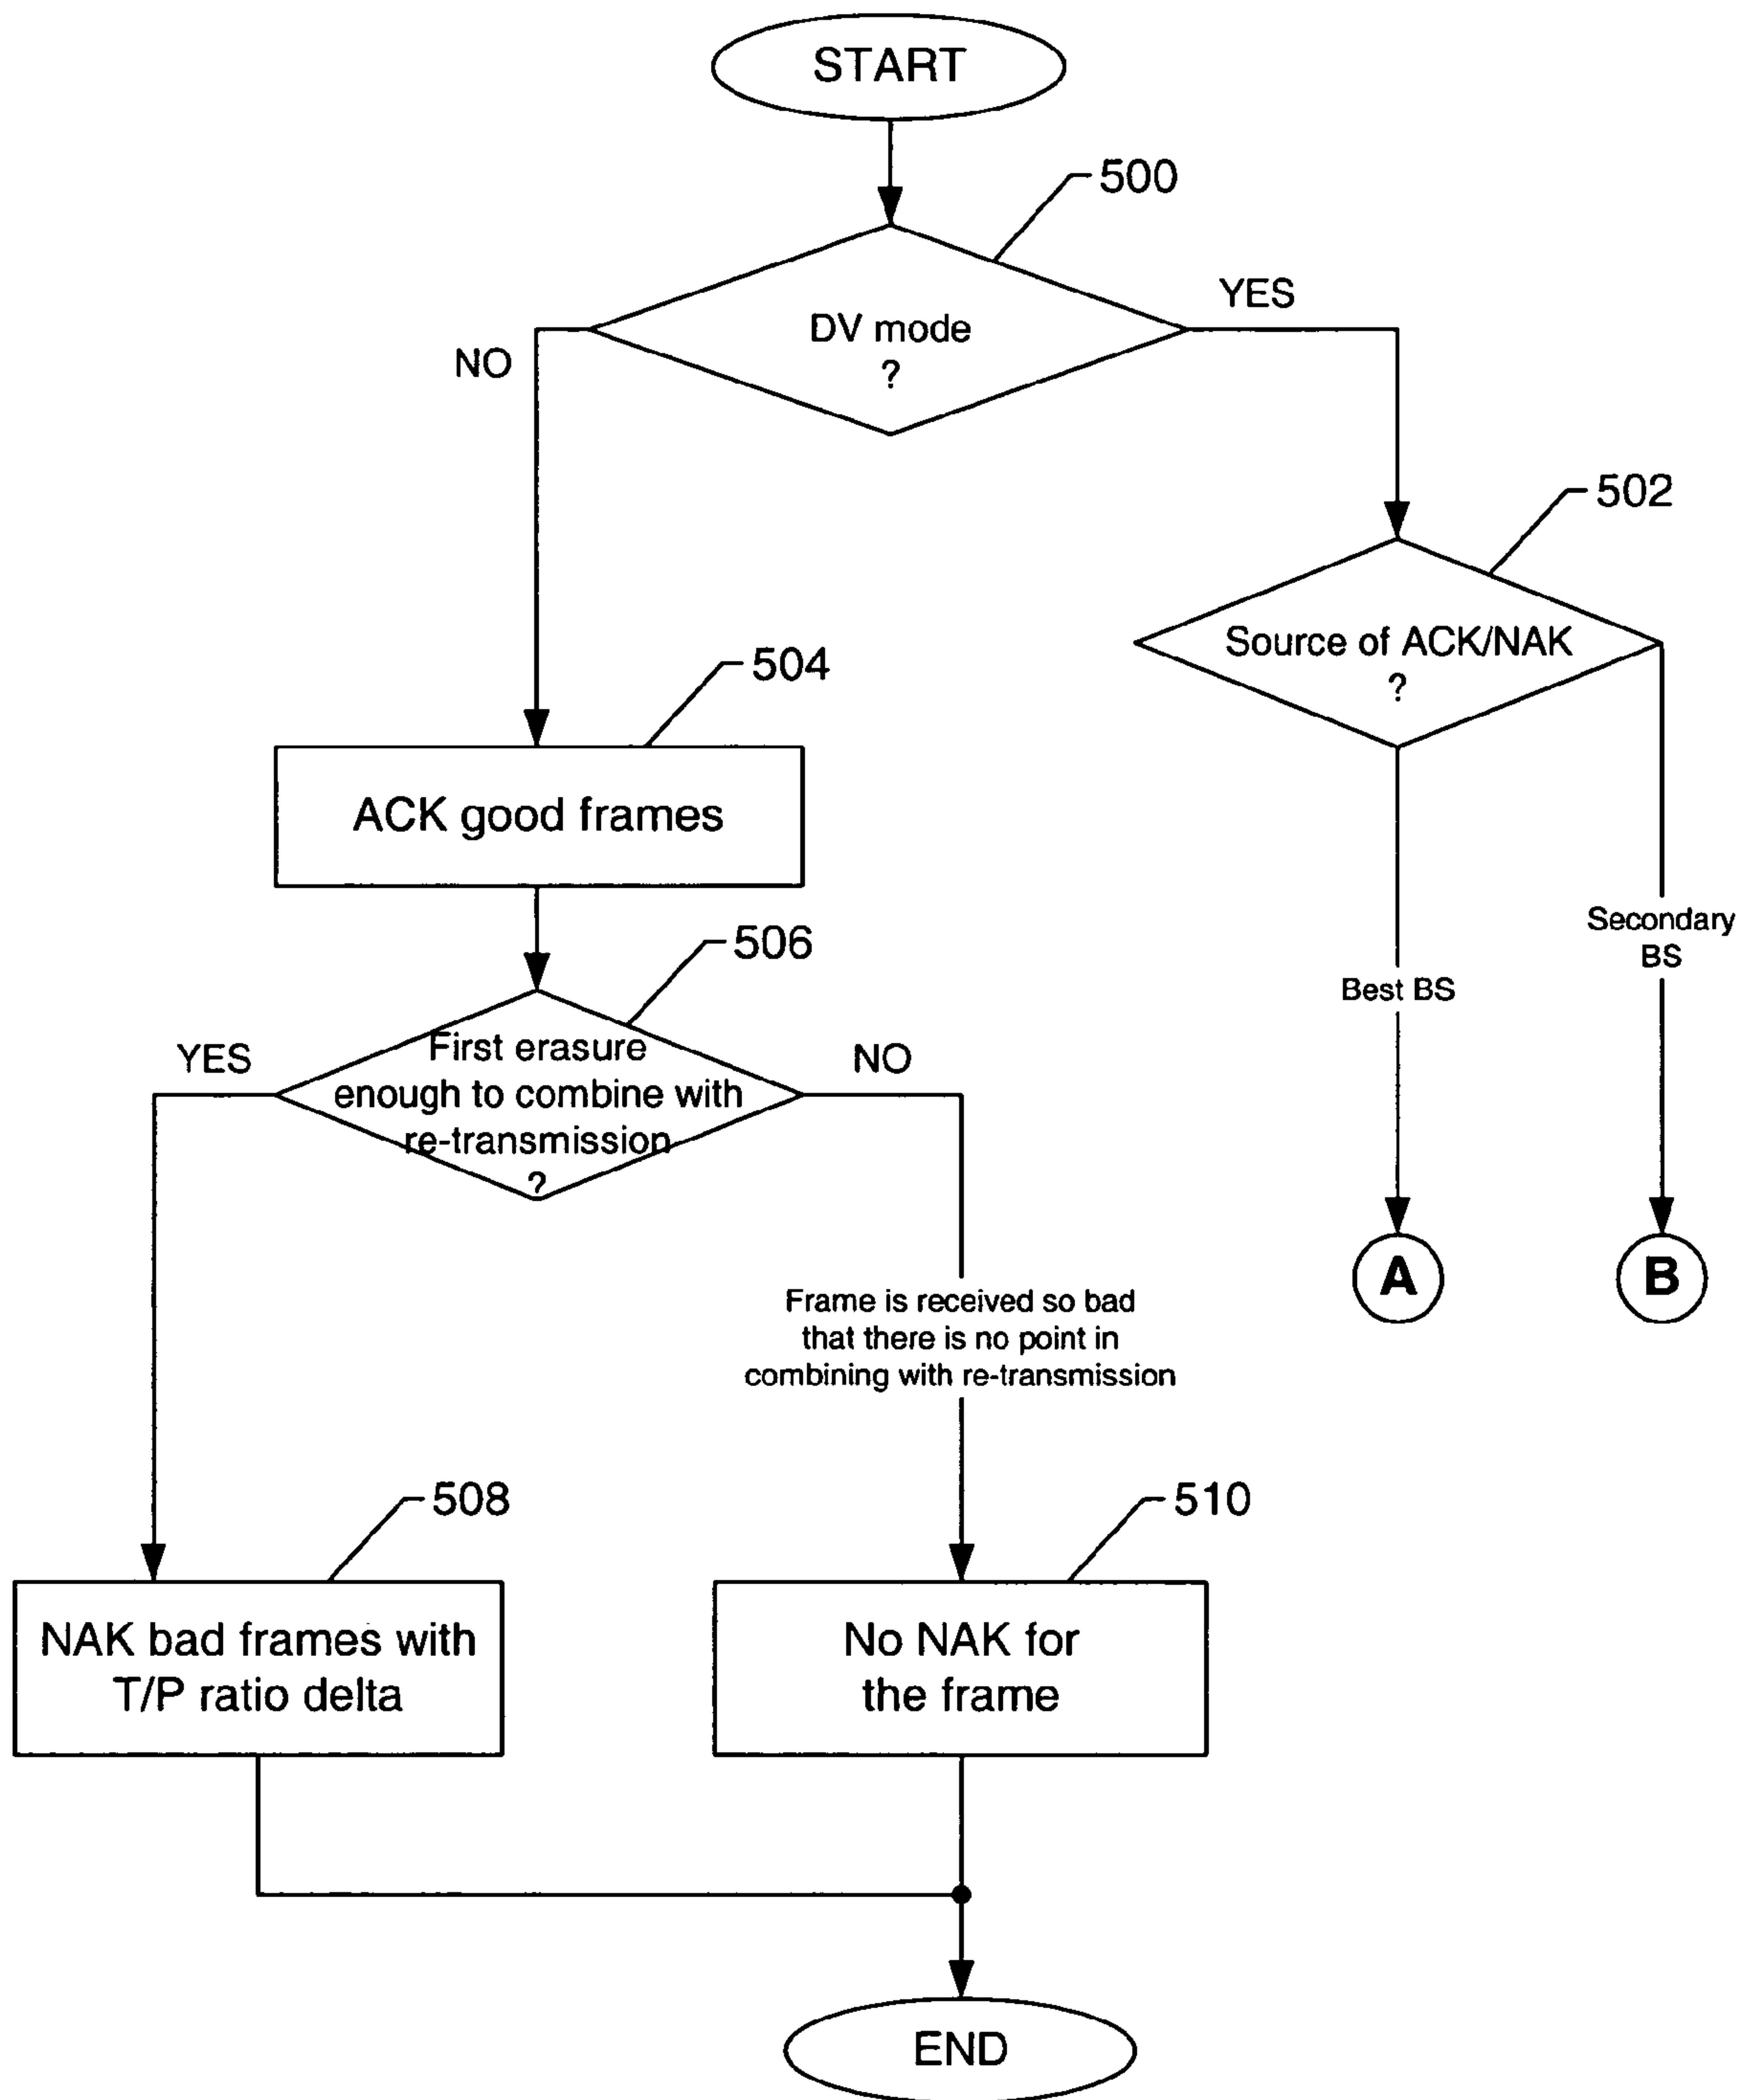 START
500
DV mode
?
YES
NO
502
Source of ACK/NAK
?
504
ACK good frames
506
First erasure
enough to combine with
re-transmission
?
YES
NO
Secondary
BS
Best BS
A
B
Frame is received so bad
that there is no point in
combining with re-transmission
508
NAK bad frames with
T/P ratio delta
510
No NAK for
the frame
END